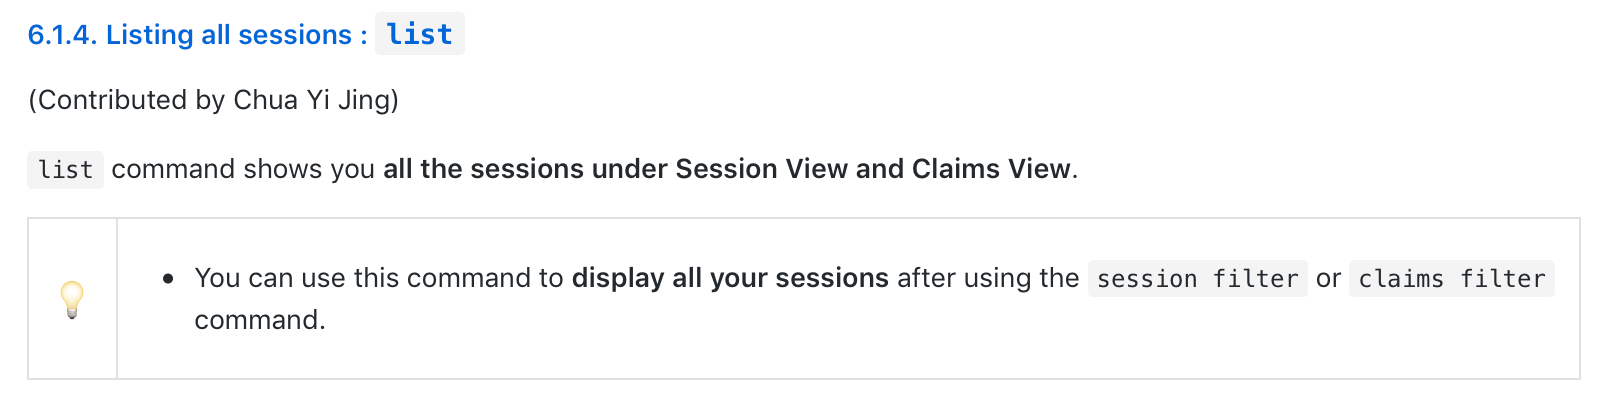 6.1.4. Listing all sessions : list
(Contributed by Chua Yi Jing)
list command shows you all the sessions under Session View and Claims View.
• You can use this command to display all your sessions after using the session filter or claims filter
command.